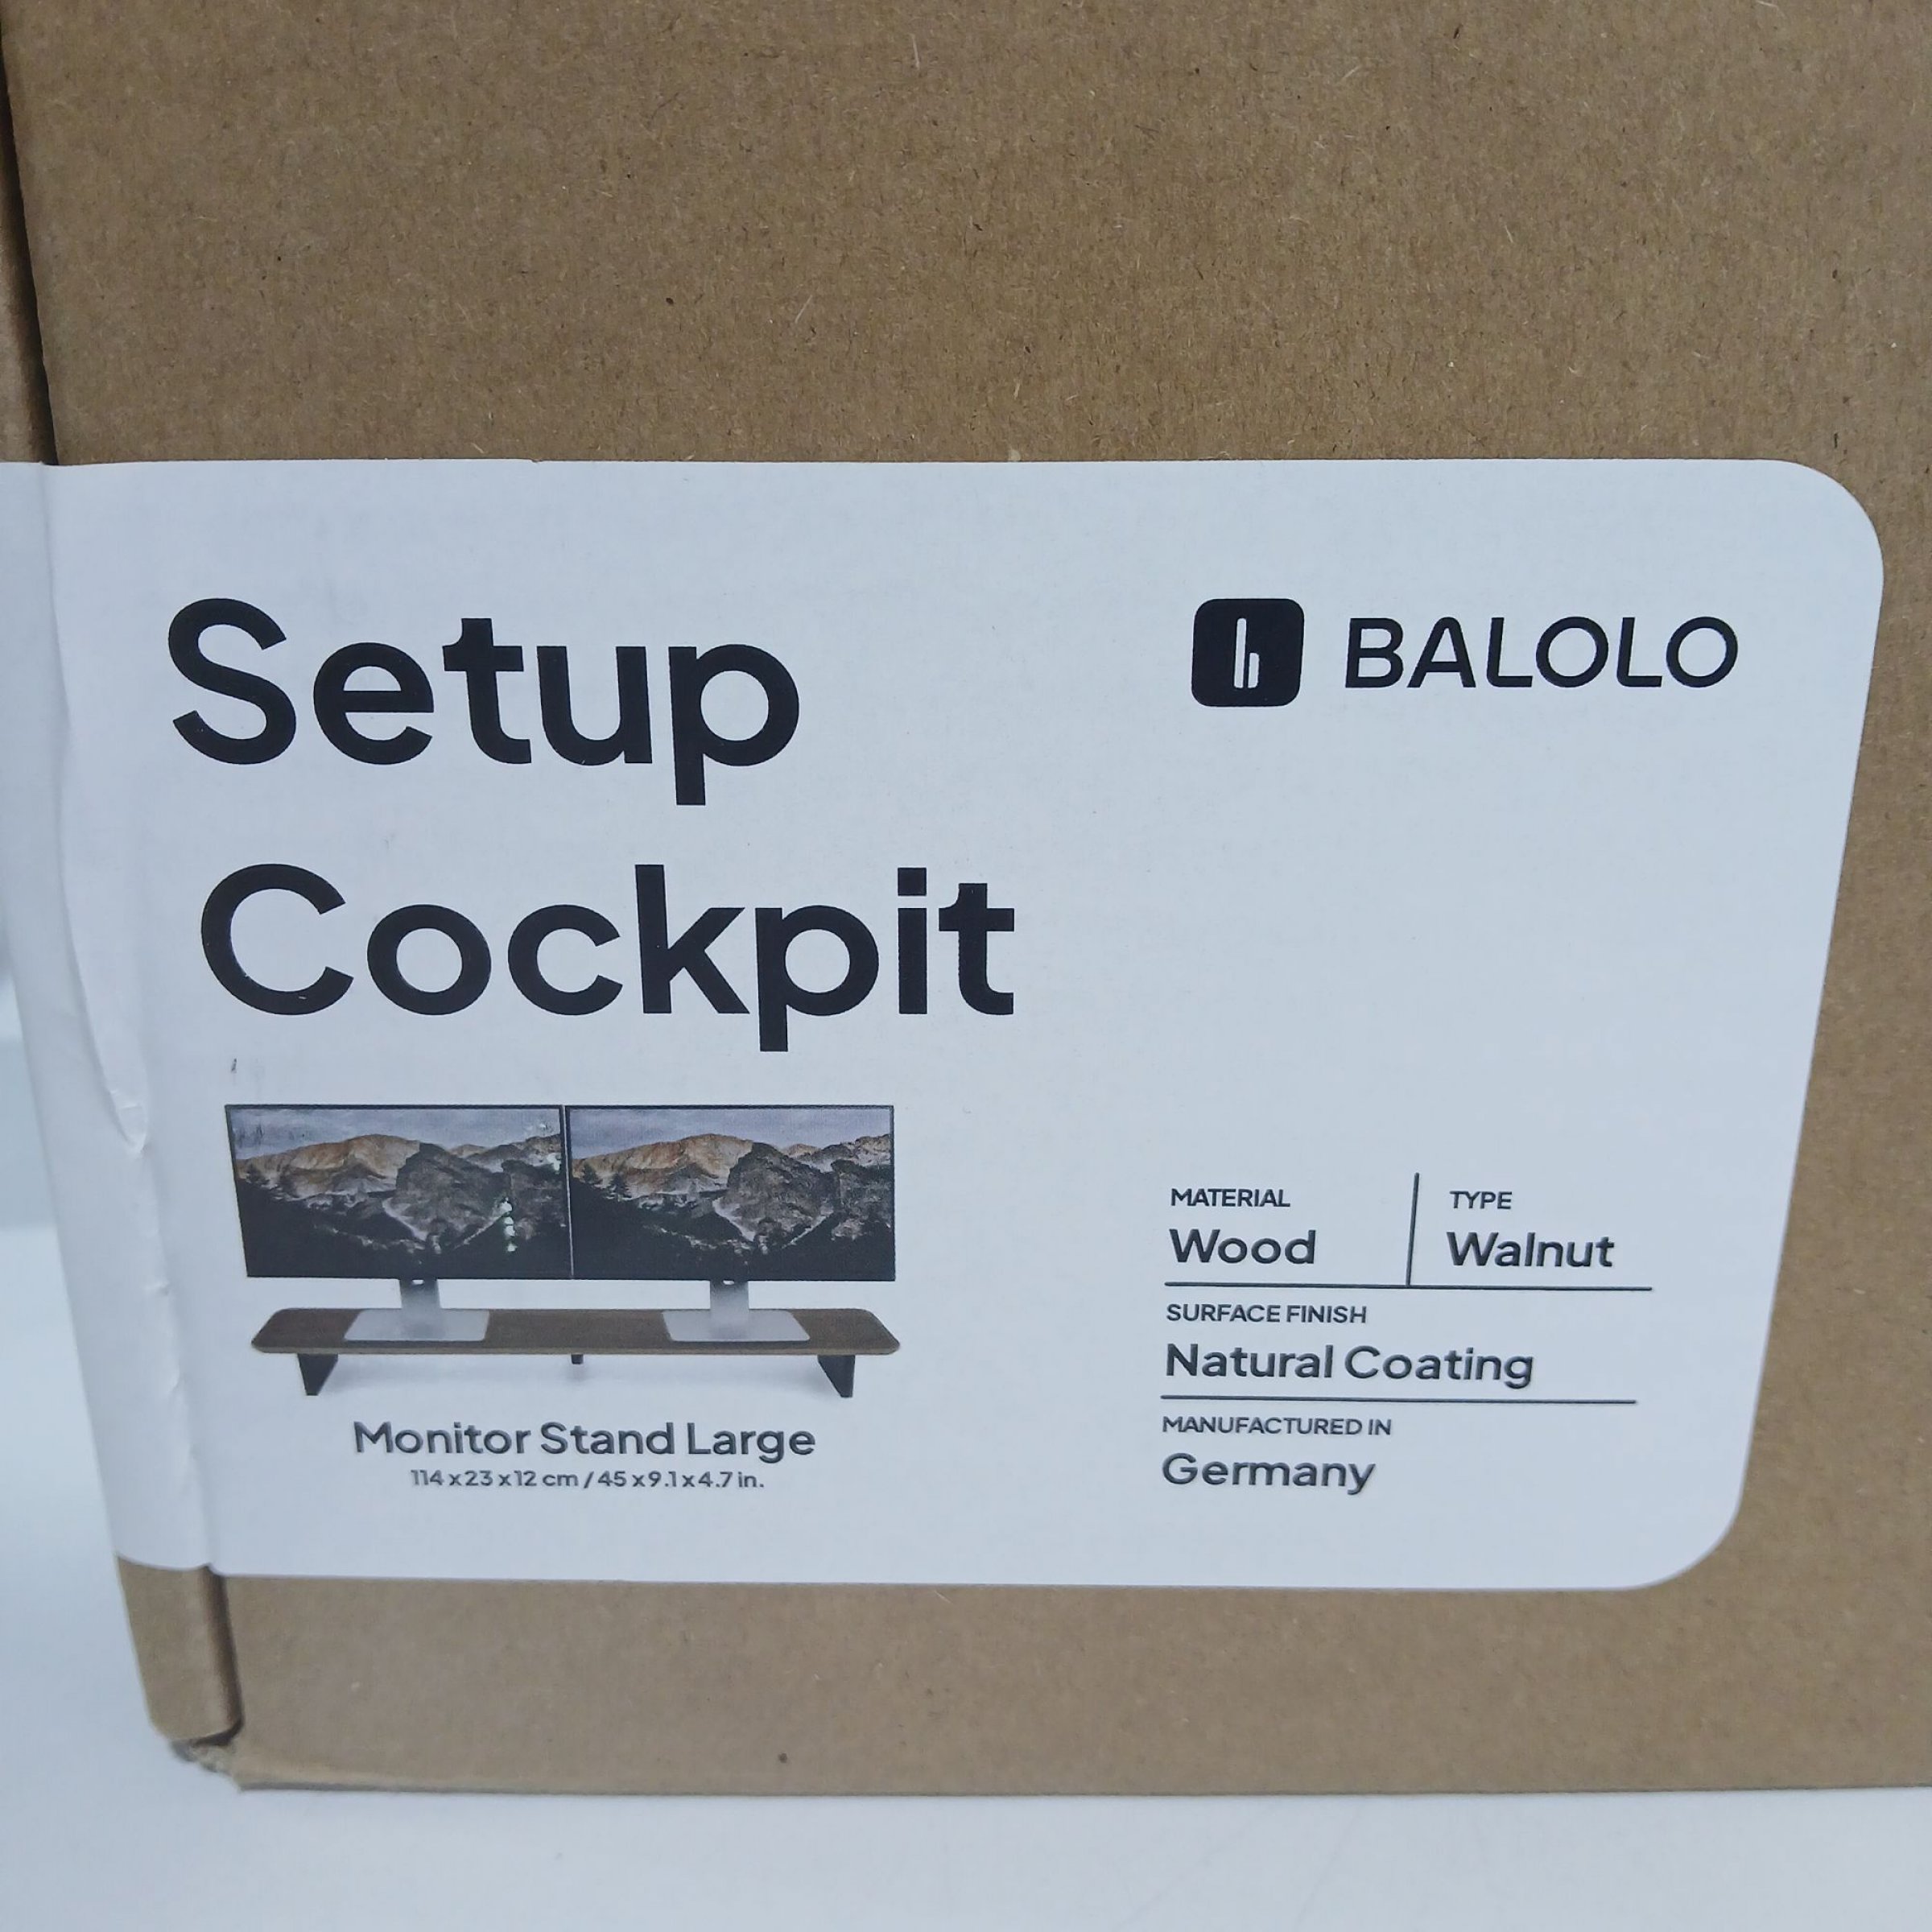 Setup
Cockpit
BALOLO
Monitor Stand Large
114 x 23 x 12 cm / 45 x 9.1 x 4.7 in.
MATERIAL
Wood
TYPE
Walnut
SURFACE FINISH
Natural Coating
MANUFACTURED IN
Germany